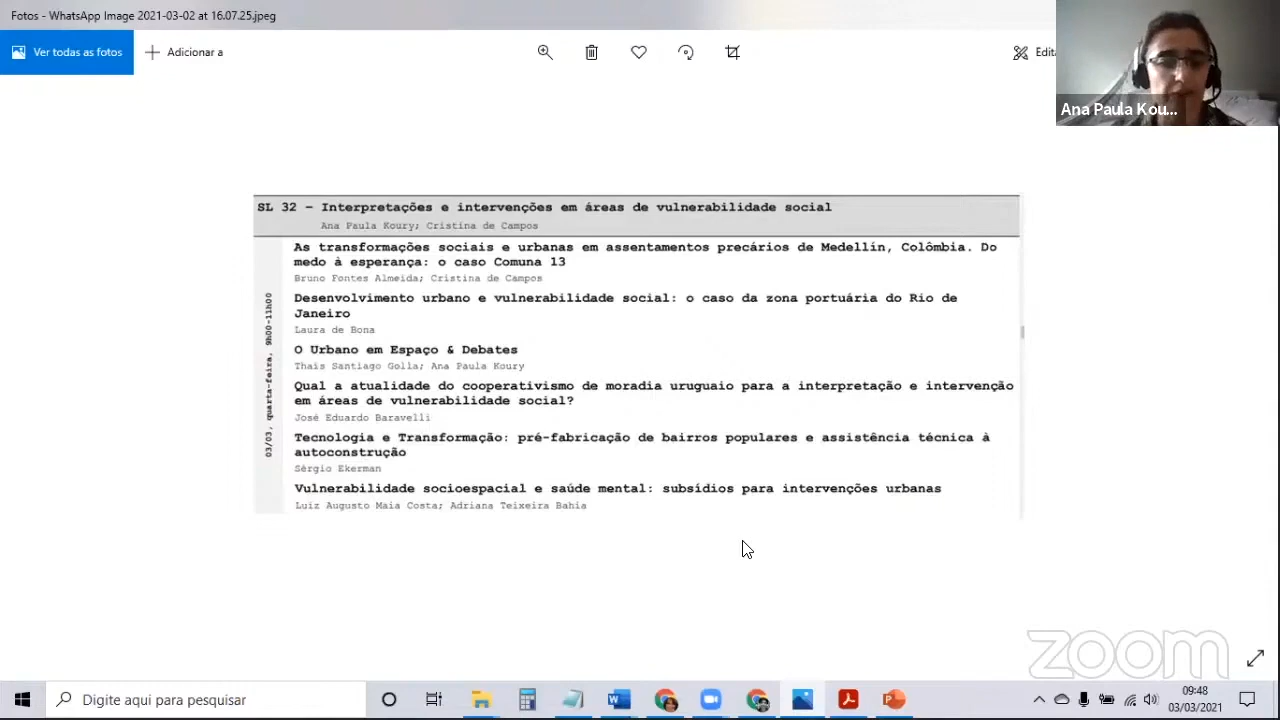 Fotos - WhatsApp Image 2021-03-02 at 16.07.25.jpeg
Ver todas as fotos
Adicionar a
Edita
Ana Paula Kou...
SL 32 – Interpretações e intervenções em áreas de vulnerabilidade social
Ana Paula Koury; Cristina de Campos
03/03, quarta-feira, 9h00-11h00
As transformações sociais e urbanas em assentamentos precários de Medellín, Colômbia. Do
medo à esperança: o caso Comuna 13
Bruno Fontes Almeida; Cristina de Campos
Desenvolvimento urbano e vulnerabilidade social: o caso da zona portuária do Rio de
Janeiro
Laura de Bona
O Urbano em Espaço & Debates
Thais Santiago Golla; Ana Paula Koury
Qual a atualidade do cooperativismo de moradia uruguaio para a interpretação e intervenção
em áreas de vulnerabilidade social?
José Eduardo Baravelli
Tecnologia e Transformação: pré-fabricação de bairros populares e assistência técnica à
autoconstrução
Sérgio Ekerman
Vulnerabilidade socioespacial e saúde mental: subsídios para intervenções urbanas
Luiz Augusto Maia Costa; Adriana Teixeira Bahia
zoom
Digite aqui para pesquisar
09:48
03/03/2021